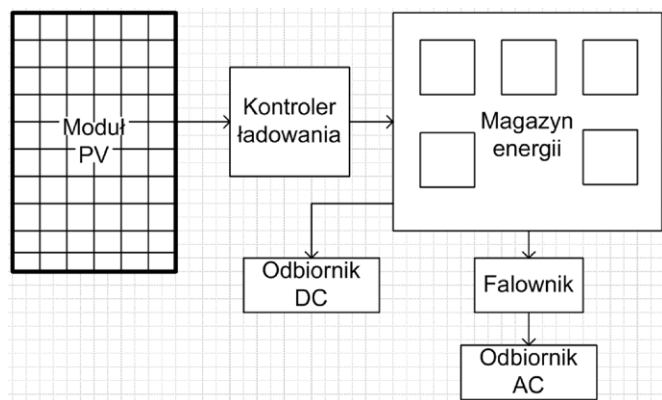 Moduł
PV
Kontroler
ładowania
Magazyn
energii
Odbiornik
DC
Falownik
Odbiornik
AC